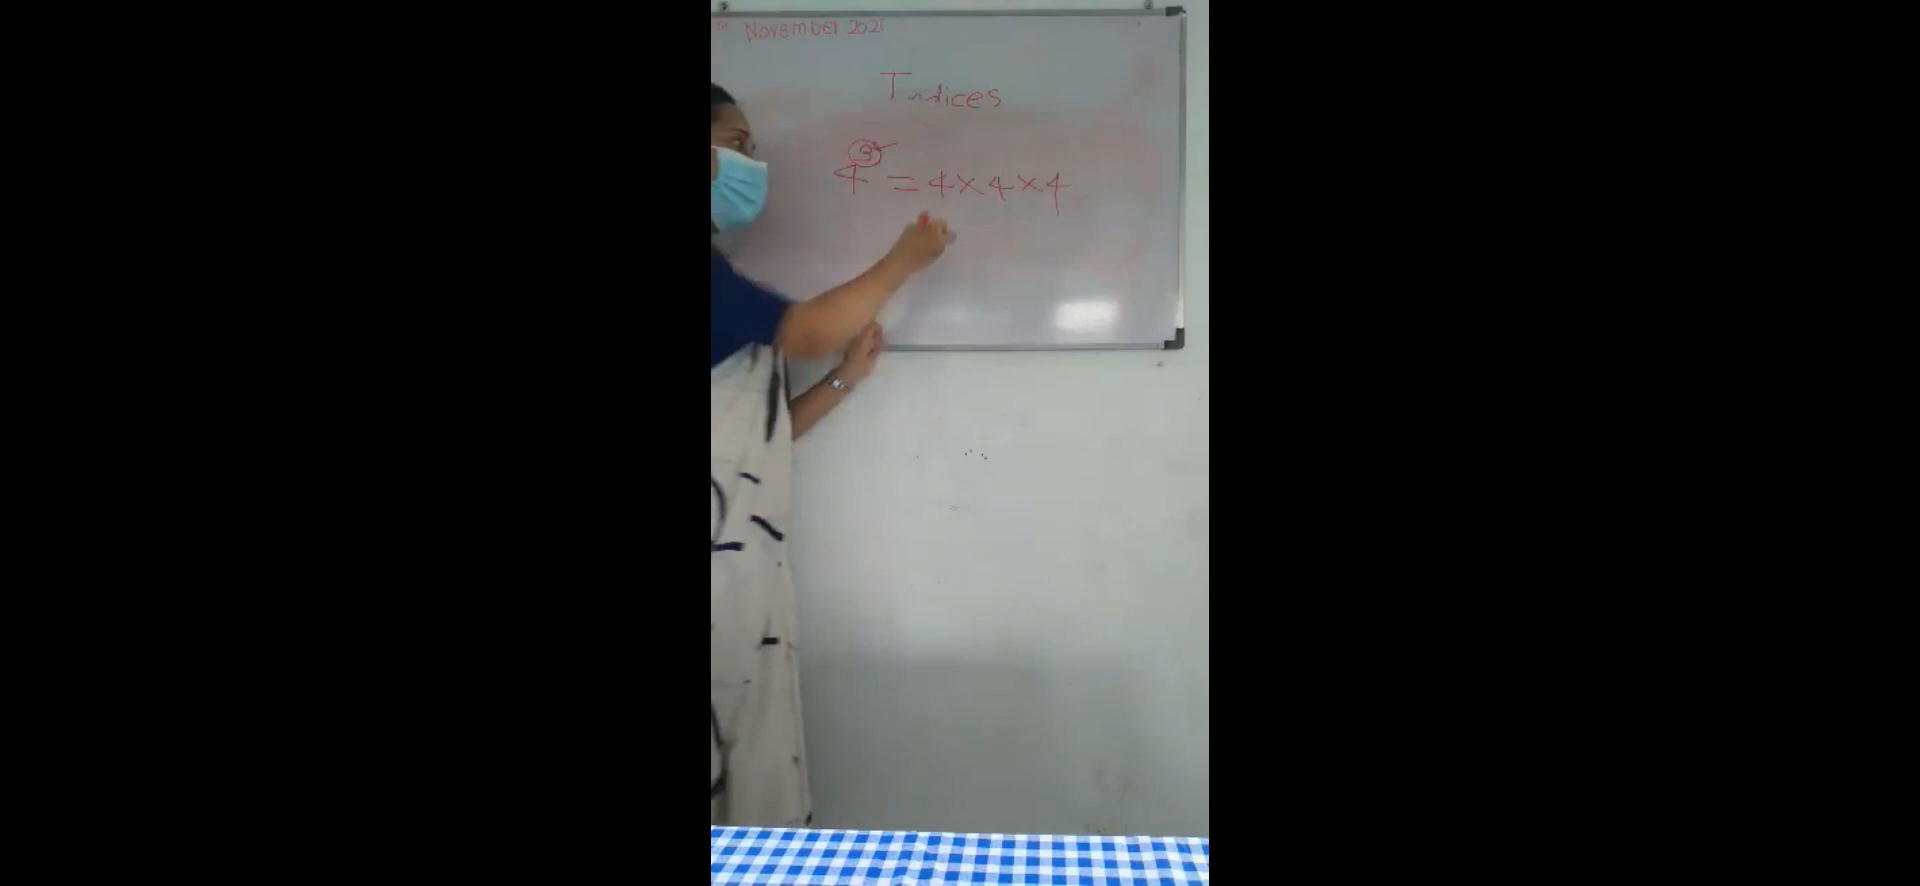 November 2021
Indices
4³ = 4 × 4 × 4